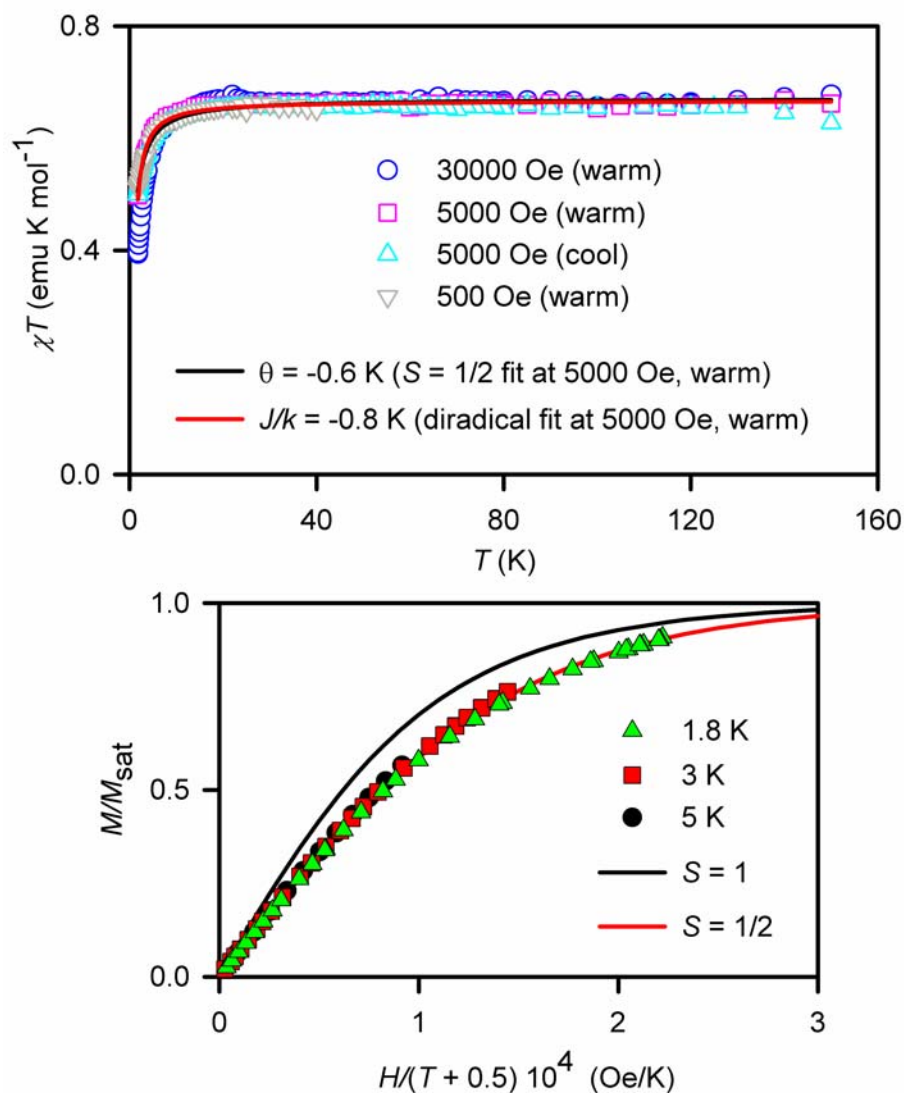 0.8
0.4
0.0
χT (emu K mol⁻¹)
30000 Oe (warm)
5000 Oe (warm)
5000 Oe (cool)
500 Oe (warm)
θ = -0.6 K (S = 1/2 fit at 5000 Oe, warm)
J/k = -0.8 K (diradical fit at 5000 Oe, warm)
0 40 80 120 160
T (K)
1.0
0.5
0.0
M/Msat
1.8 K
3 K
5 K
S = 1
S = 1/2
0 1 2 3
H/(T + 0.5) 10⁴ (Oe/K)